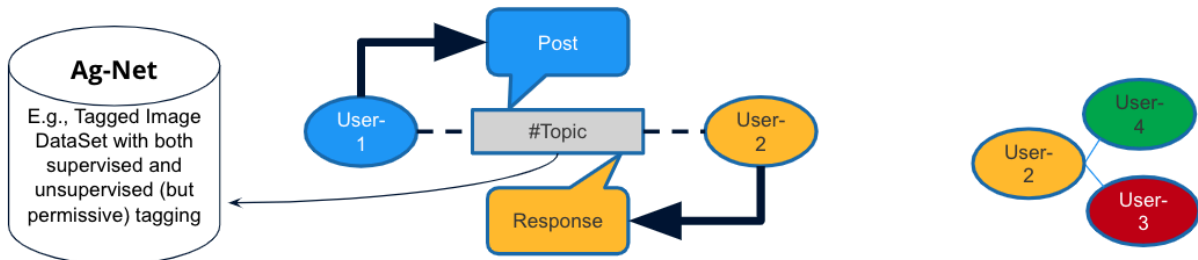 Ag-Net
E.g., Tagged Image
DataSet with both
supervised and
unsupervised (but
permissive) tagging
Post
User-
1
#Topic
User-
2
Response
User-
4
User-
2
User-
3